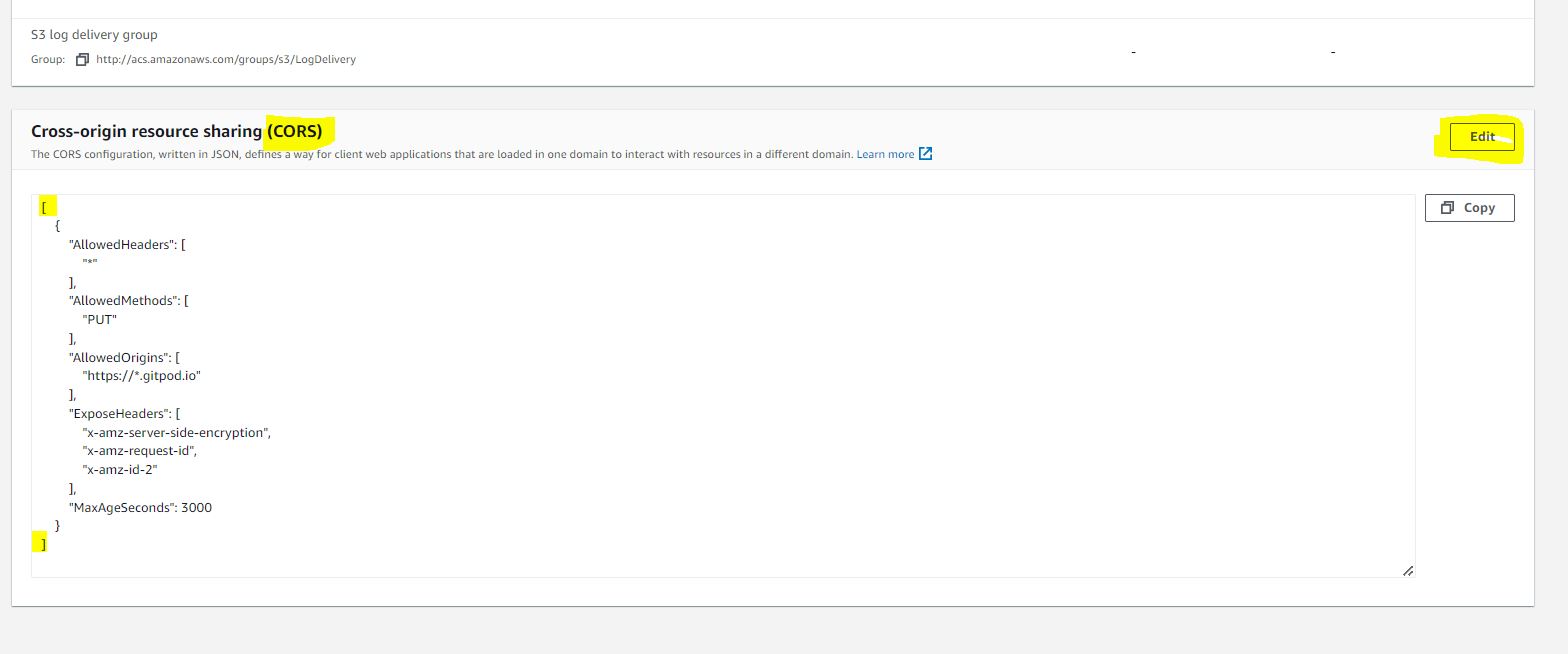 S3 log delivery group
Group: http://acs.amazonaws.com/groups/s3/LogDelivery
- -
Cross-origin resource sharing (CORS)
Edit
The CORS configuration, written in JSON, defines a way for client web applications that are loaded in one domain to interact with resources in a different domain. Learn more
Copy
[
{
"AllowedHeaders": [
"*"
],
"AllowedMethods": [
"PUT"
],
"AllowedOrigins": [
"https://*.gitpod.io"
],
"ExposeHeaders": [
"x-amz-server-side-encryption",
"x-amz-request-id",
"x-amz-id-2"
],
"MaxAgeSeconds": 3000
}
]